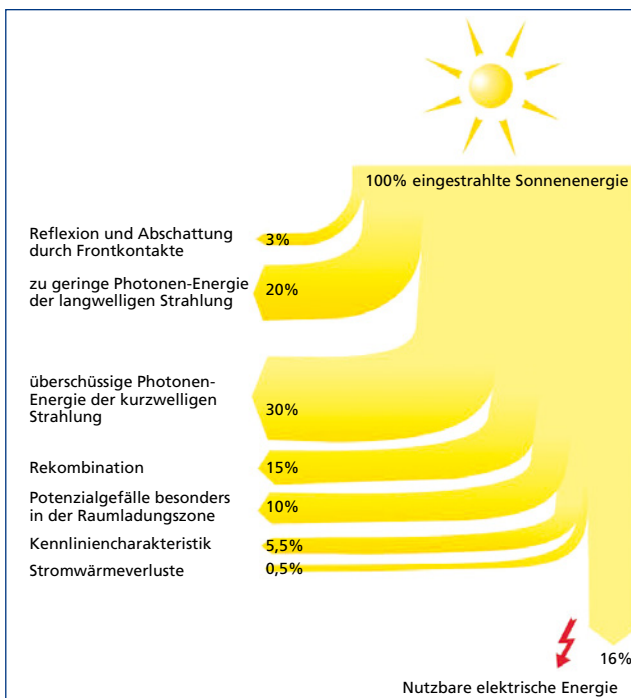 100% eingestrahlte Sonnenenergie
Reflexion und Abschattung
durch Frontkontakte
3%
zu geringe Photonen-Energie
der langwelligen Strahlung
20%
überschüssige Photonen-
Energie der kurzwelligen
Strahlung
30%
Rekombination
15%
Potenzialgefälle besonders
in der Raumladungszone
10%
Kennliniencharakteristik
5,5%
Stromwärmeverluste
0,5%
16%
Nutzbare elektrische Energie